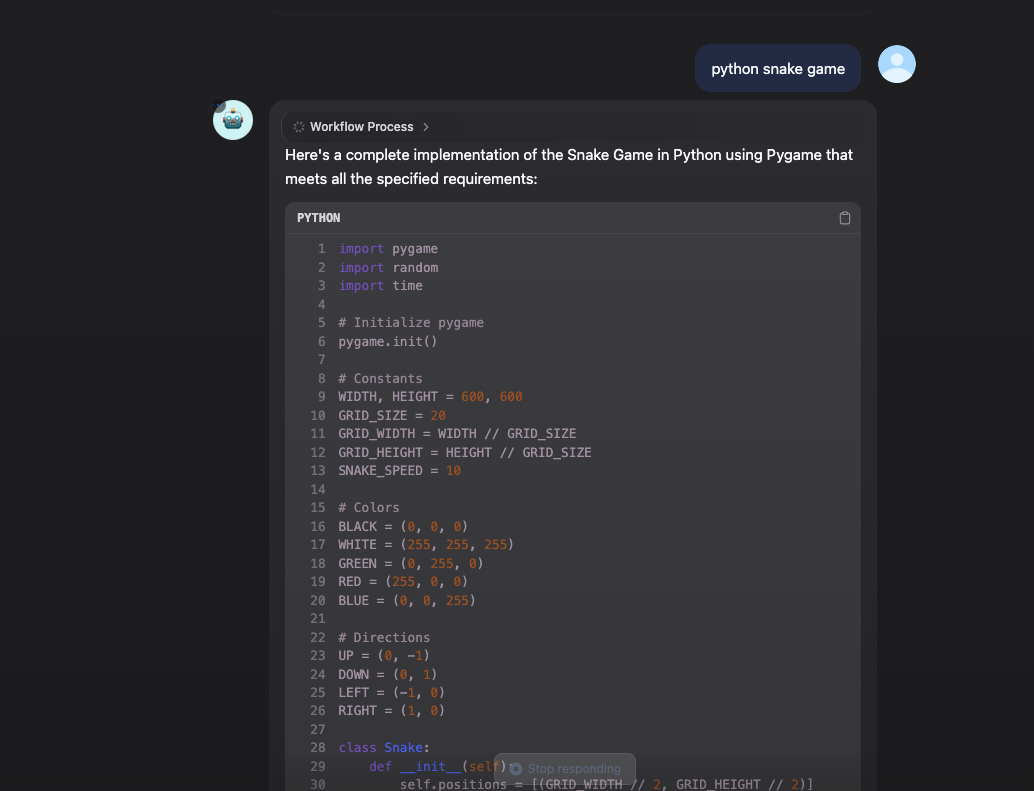 python snake game
Workflow Process
Here's a complete implementation of the Snake Game in Python using Pygame that
meets all the specified requirements:
PYTHON
1 import pygame
2 import random
3 import time
4
5 # Initialize pygame
6 pygame.init()
7
8 # Constants
9 WIDTH, HEIGHT = 600, 600
10 GRID_SIZE = 20
11 GRID_WIDTH = WIDTH // GRID_SIZE
12 GRID_HEIGHT = HEIGHT // GRID_SIZE
13 SNAKE_SPEED = 10
14
15 # Colors
16 BLACK = (0, 0, 0)
17 WHITE = (255, 255, 255)
18 GREEN = (0, 255, 0)
19 RED = (255, 0, 0)
20 BLUE = (0, 0, 255)
21
22 # Directions
23 UP = (0, -1)
24 DOWN = (0, 1)
25 LEFT = (-1, 0)
26 RIGHT = (1, 0)
27
28 class Snake:
29 def __init__(self):
Stop responding
30 self.positions = [(GRID_WIDTH // 2, GRID_HEIGHT // 2)]